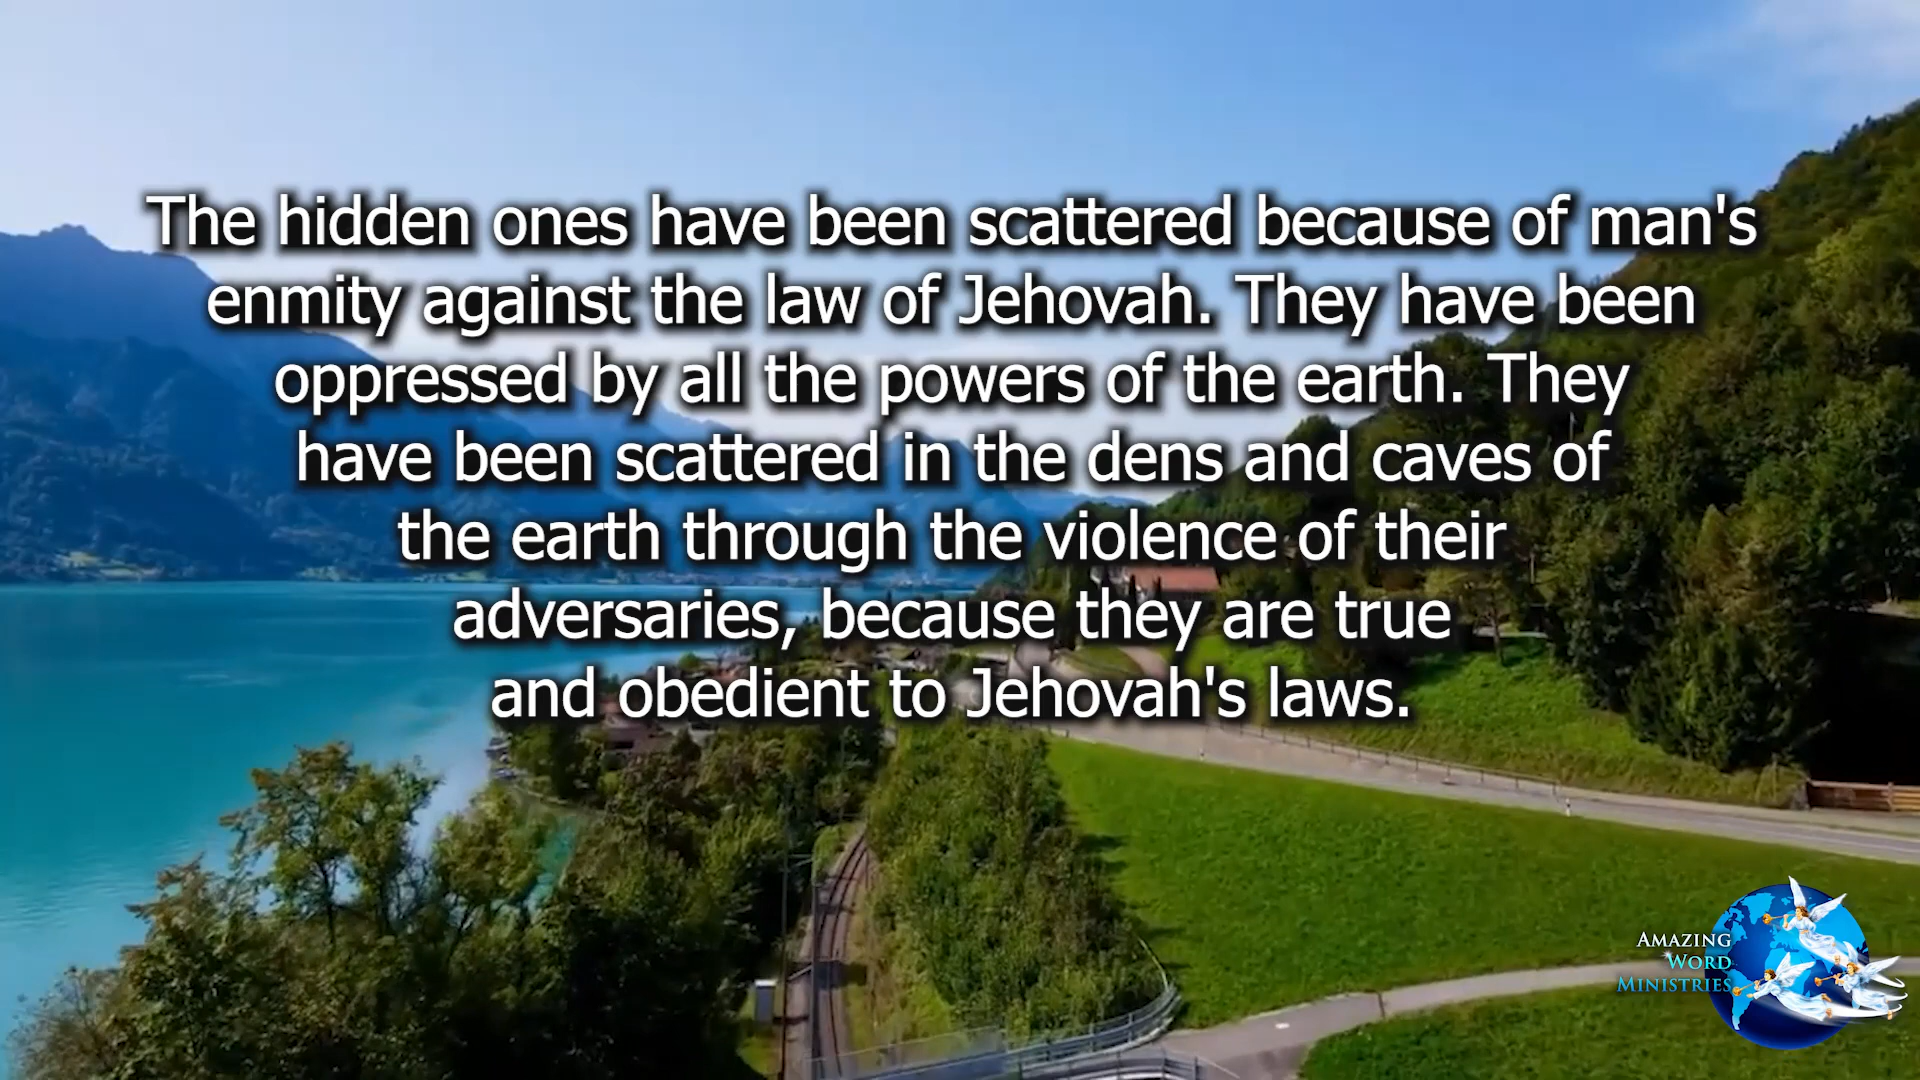 The hidden ones have been scattered because of man's
enmity against the law of Jehovah. They have been
oppressed by all the powers of the earth. They
have been scattered in the dens and caves of
the earth through the violence of their
adversaries, because they are true
and obedient to Jehovah's laws.
AMAZING
WORD
MINISTRIES